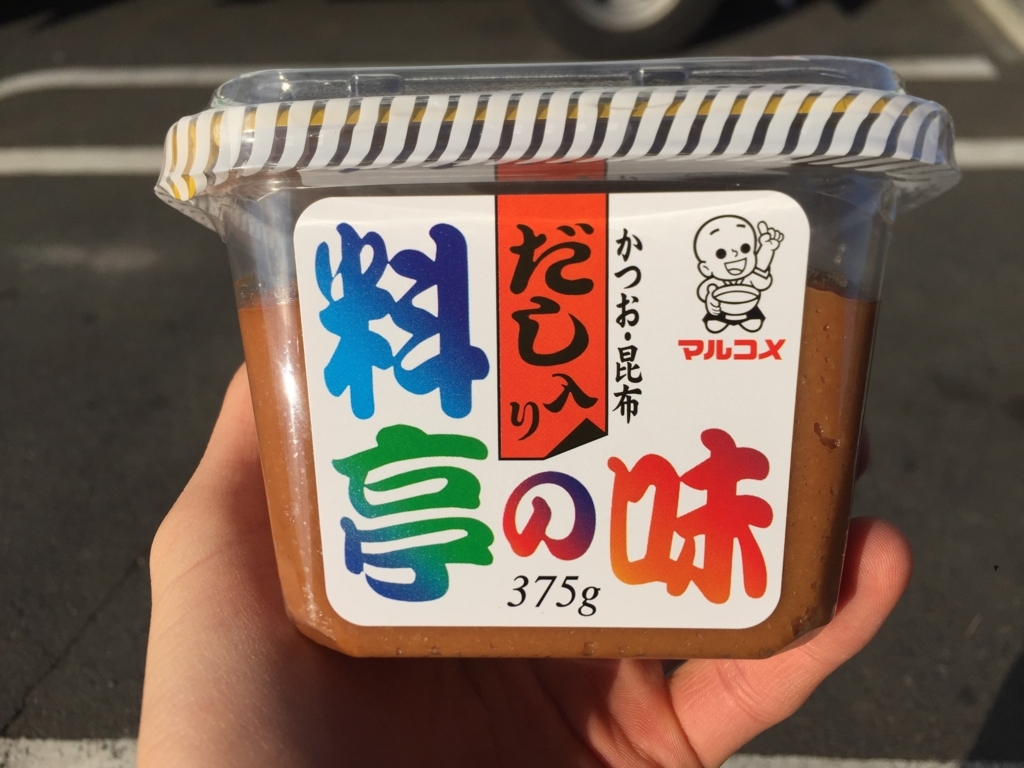 料亭の味
だし入り
かつお・昆布
マルコメ
375g